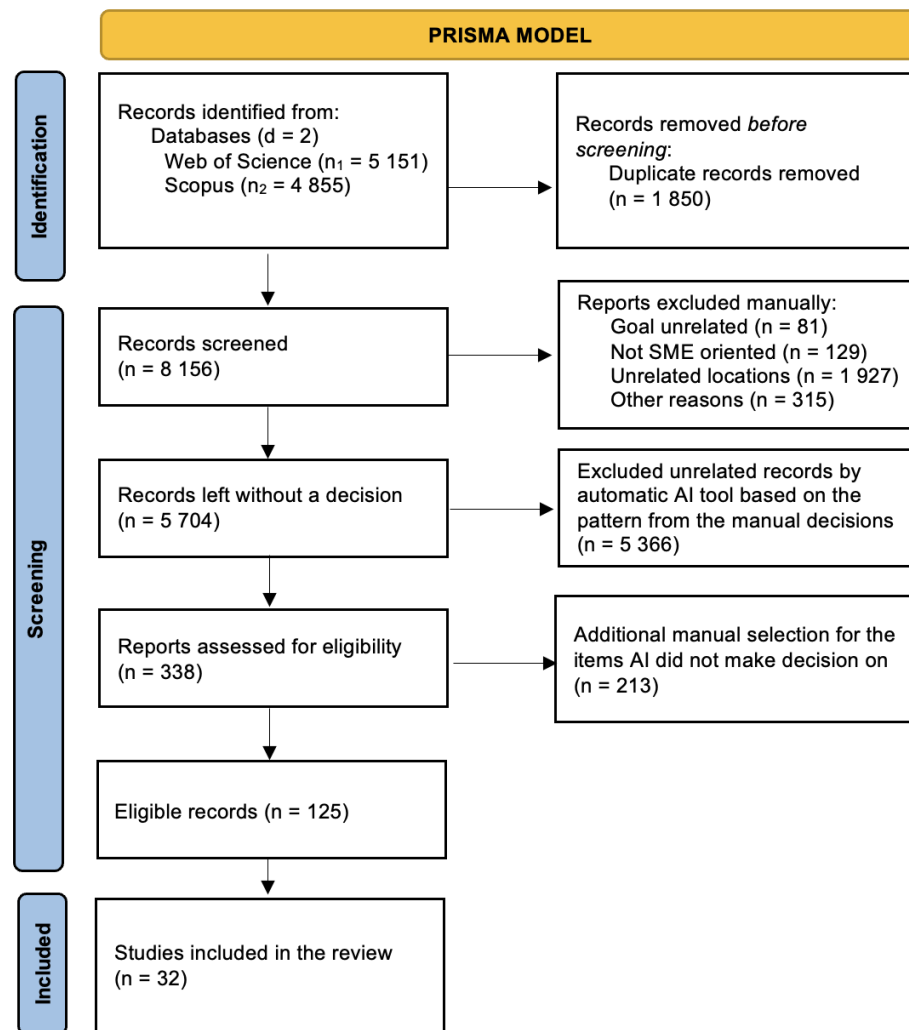 PRISMA MODEL
Identification
Records identified from:
Databases (d = 2)
Web of Science (n₁ = 5 151)
Scopus (n₂ = 4 855)
Records removed before
screening:
Duplicate records removed
(n = 1 850)
Screening
Records screened
(n = 8 156)
Reports excluded manually:
Goal unrelated (n = 81)
Not SME oriented (n = 129)
Unrelated locations (n = 1 927)
Other reasons (n = 315)
Records left without a decision
(n = 5 704)
Excluded unrelated records by
automatic AI tool based on the
pattern from the manual decisions
(n = 5 366)
Reports assessed for eligibility
(n = 338)
Additional manual selection for the
items AI did not make decision on
(n = 213)
Eligible records (n = 125)
Included
Studies included in the review
(n = 32)